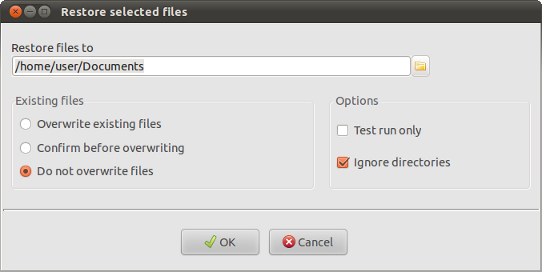 Restore selected files
Restore files to
/home/user/Documents
Existing files
Overwrite existing files
Confirm before overwriting
Do not overwrite files
Options
Test run only
Ignore directories
OK
Cancel